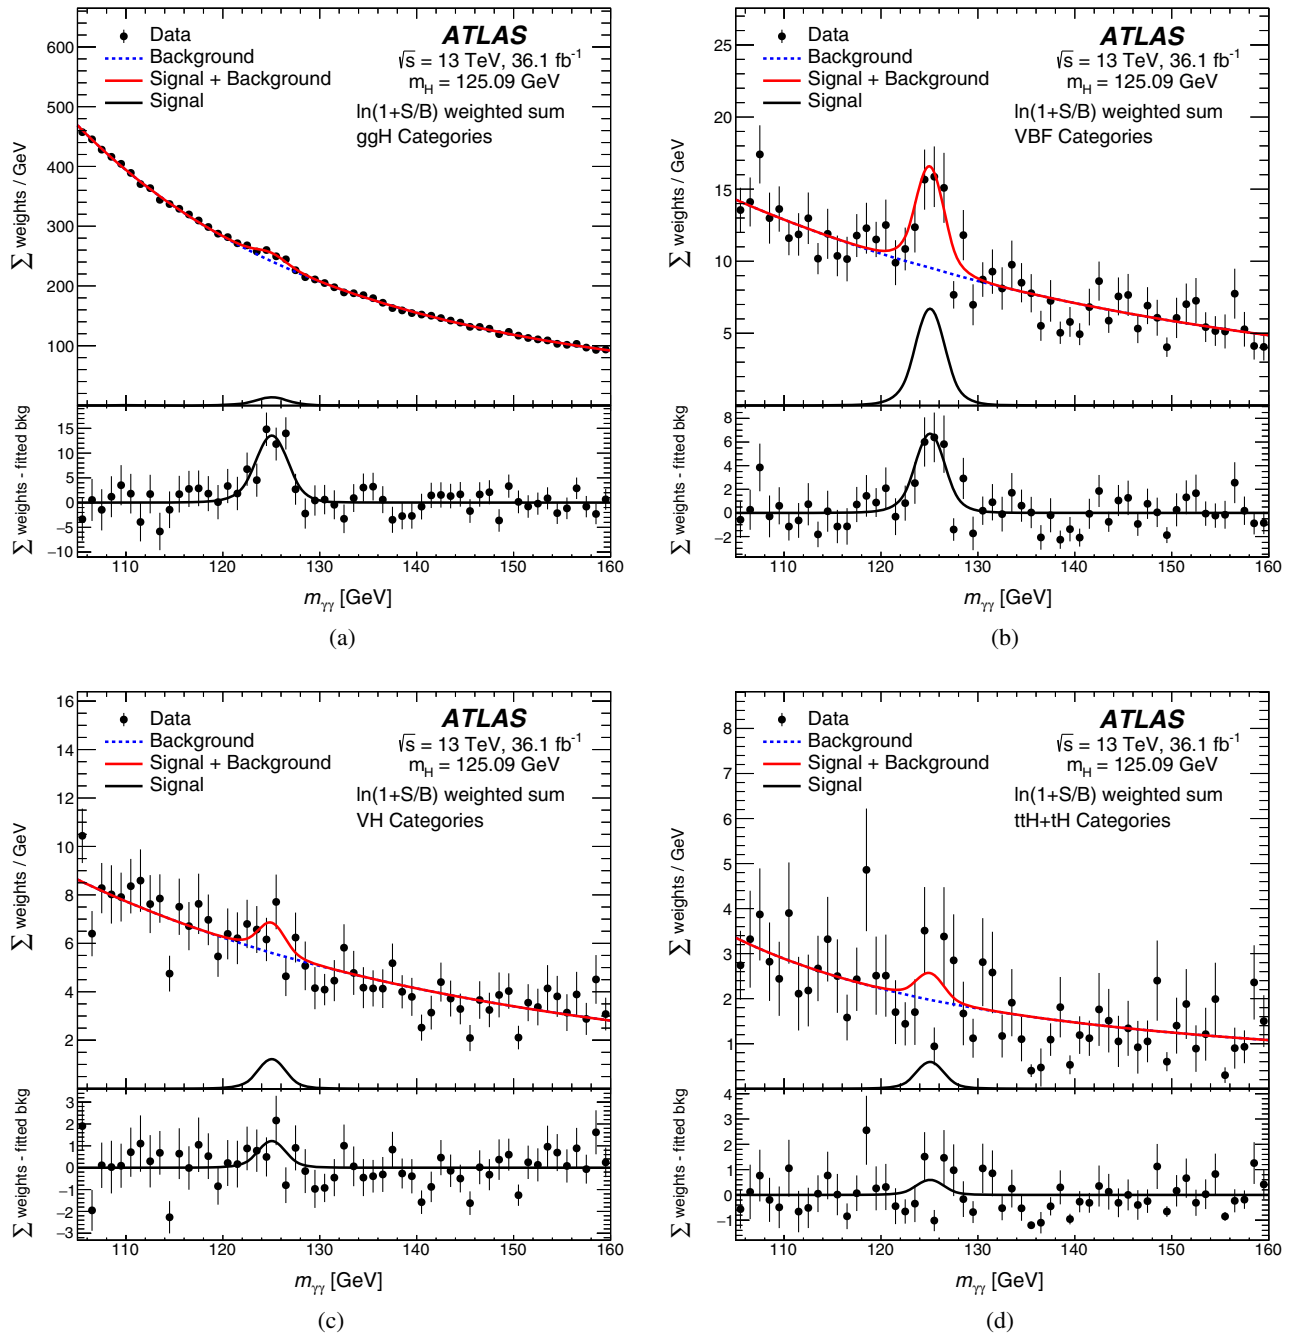 Data
Background
Signal + Background
Signal
ATLAS
√s = 13 TeV, 36.1 fb⁻¹
m_H = 125.09 GeV
ln(1+S/B) weighted sum
ggH Categories
∑ weights / GeV
600
500
400
300
200
100
∑ weights - fitted bkg
15
10
5
0
−5
−10
110 120 130 140 150 160
m_γγ [GeV]
(a)
Data
Background
Signal + Background
Signal
ATLAS
√s = 13 TeV, 36.1 fb⁻¹
m_H = 125.09 GeV
ln(1+S/B) weighted sum
VBF Categories
∑ weights / GeV
25
20
15
10
5
∑ weights - fitted bkg
8
6
4
2
0
−2
110 120 130 140 150 160
m_γγ [GeV]
(b)
Data
Background
Signal + Background
Signal
ATLAS
√s = 13 TeV, 36.1 fb⁻¹
m_H = 125.09 GeV
ln(1+S/B) weighted sum
VH Categories
∑ weights / GeV
16
14
12
10
8
6
4
2
∑ weights - fitted bkg
3
2
1
0
−1
−2
−3
110 120 130 140 150 160
m_γγ [GeV]
(c)
Data
Background
Signal + Background
Signal
ATLAS
√s = 13 TeV, 36.1 fb⁻¹
m_H = 125.09 GeV
ln(1+S/B) weighted sum
ttH+tH Categories
∑ weights / GeV
8
7
6
5
4
3
2
1
∑ weights - fitted bkg
4
3
2
1
0
−1
110 120 130 140 150 160
m_γγ [GeV]
(d)